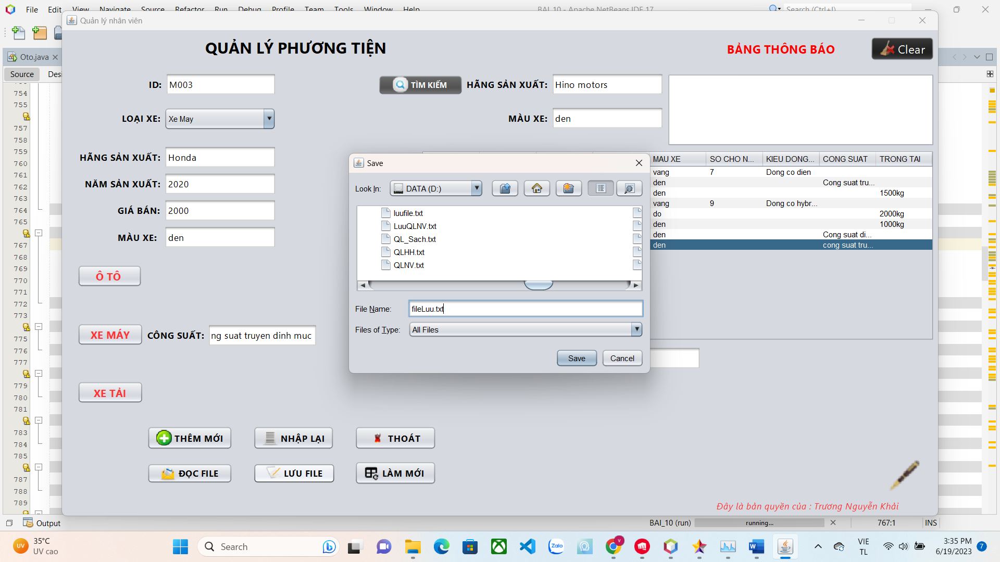 File Edit View Navigate Source Refactor Run Debug Profile Team Tools Window Help
BAI_10 - Apache NetBeans IDE 17
Search (Ctrl+I)
Quản lý nhân viên
Oto.java
Source
QUẢN LÝ PHƯƠNG TIỆN
BẢNG THÔNG BÁO
Clear
ID: M003
TÌM KIẾM
HÃNG SẢN XUẤT: Hino motors
LOẠI XE: Xe May
MÀU XE: den
HÃNG SẢN XUẤT: Honda
NĂM SẢN XUẤT: 2020
GIÁ BÁN: 2000
MÀU XE: den
Ô TÔ
XE MÁY
CÔNG SUẤT: ng suat truyen dinh muc
XE TẢI
THÊM MỚI
NHẬP LẠI
THOÁT
ĐỌC FILE
LƯU FILE
LÀM MỚI
Đây là bản quyền của : Trương Nguyễn Khải
MAU XE SO CHO N... KIEU DONG... CONG SUAT TRONG TAI
vang 7 Dong co dien
den Cong suat tru...
den 1500kg
vang 9 Dong co hybr...
do 2000kg
den 1000kg
den Cong suat di...
den cong suat tru...
Save
Look In: DATA (D:)
luufile.txt
LuuQLNV.txt
QL_Sach.txt
QLHH.txt
QLNV.txt
File Name: fileLuu.txt
Files of Type: All Files
Save
Cancel
754
755
757
758
759
760
761
762
763
764
765
767
768
769
770
771
772
773
775
776
777
779
780
781
783
784
785
787
788
789
Output
BAI_10 (run)
running...
767:1
INS
UV
35°C
UV cao
Search
Zalo
V
VIE
TL
3:35 PM
6/19/2023
7